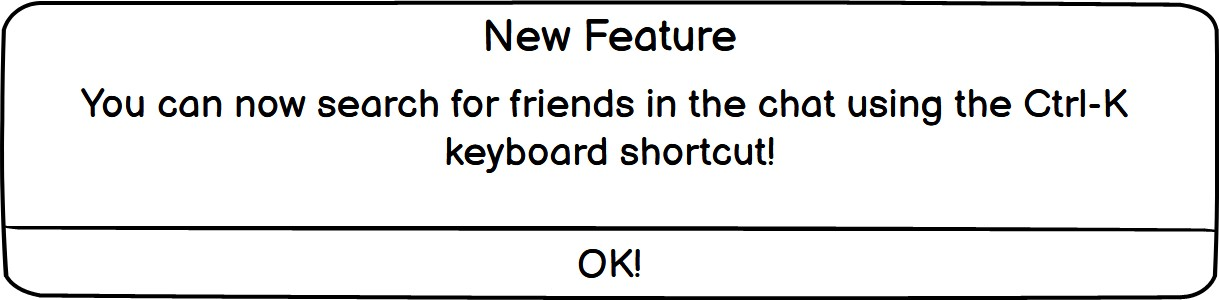 New Feature
You can now search for friends in the chat using the Ctrl-K
keyboard shortcut!
OK!